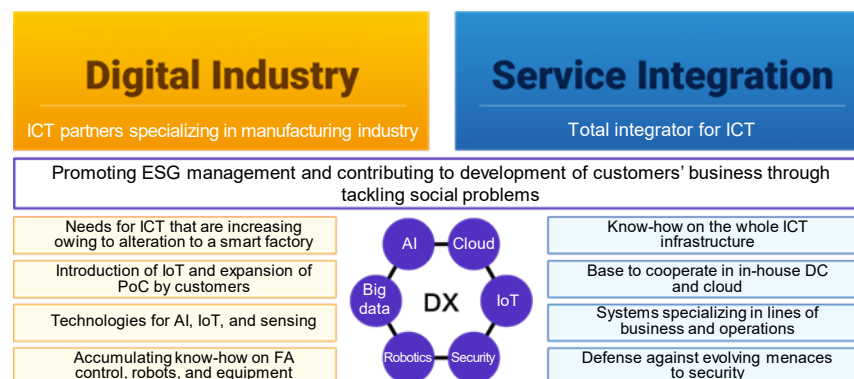 Digital Industry
ICT partners specializing in manufacturing industry
Service Integration
Total integrator for ICT
Promoting ESG management and contributing to development of customers' business through
tackling social problems
Needs for ICT that are increasing
owing to alteration to a smart factory
Introduction of IoT and expansion of
PoC by customers
Technologies for AI, IoT, and sensing
Accumulating know-how on FA
control, robots, and equipment
AI
Cloud
Big
data
DX
IoT
Robotics
Security
Know-how on the whole ICT
infrastructure
Base to cooperate in in-house DC
and cloud
Systems specializing in lines of
business and operations
Defense against evolving menaces
to security